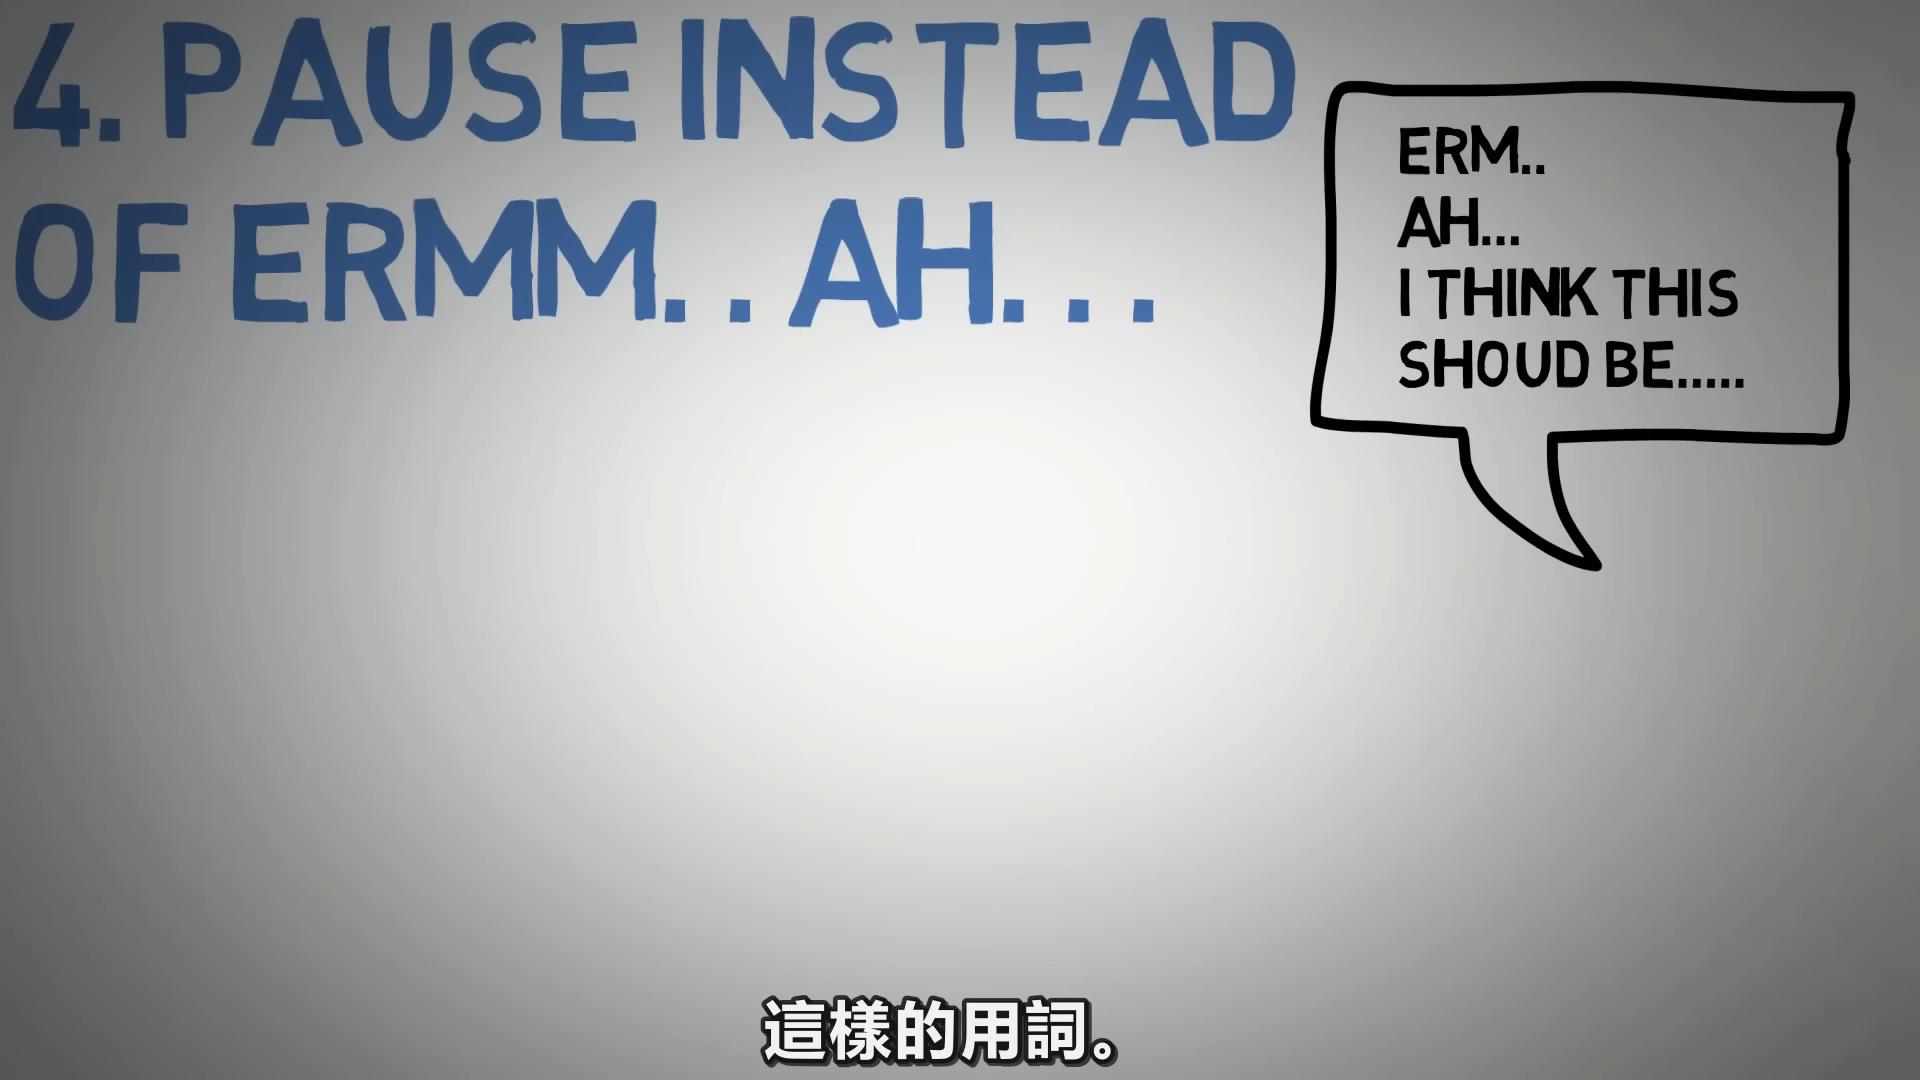 4. PAUSE INSTEAD
OF ERMM.. AH...
ERM..
AH...
I THINK THIS
SHOUD BE.....
這樣的用詞。